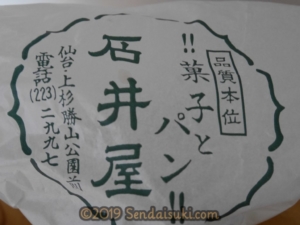 品質本位
!!菓子とパン!!
石井屋
仙台・上杉勝山公園前
電話(223)二九九七
©2019 Sendaisuki.com